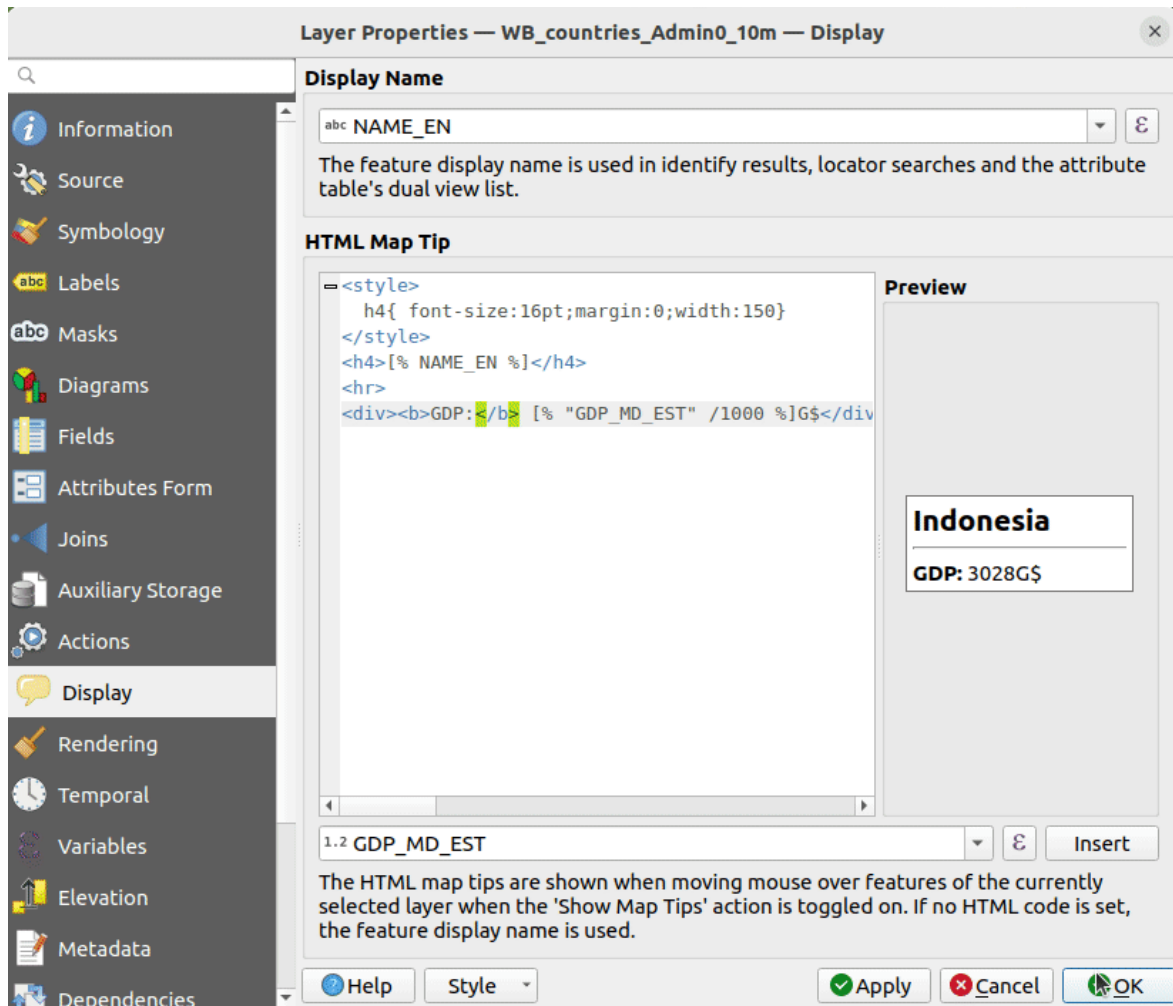 Layer Properties — WB_countries_Admin0_10m — Display
Information
Source
Symbology
abc Labels
abc Masks
Diagrams
Fields
Attributes Form
Joins
Auxiliary Storage
Actions
Display
Rendering
Temporal
Variables
Elevation
Metadata
Dependencies
Display Name
abc NAME_EN
ε
The feature display name is used in identify results, locator searches and the attribute
table's dual view list.
HTML Map Tip
<style>
h4{ font-size:16pt;margin:0;width:150}
</style>
<h4>[% NAME_EN %]</h4>
<hr>
<div><b>GDP:</b> [% "GDP_MD_EST" /1000 %]G$</div
Preview
Indonesia
GDP: 3028G$
1.2 GDP_MD_EST
ε
Insert
The HTML map tips are shown when moving mouse over features of the currently
selected layer when the 'Show Map Tips' action is toggled on. If no HTML code is set,
the feature display name is used.
Help
Style
Apply
Cancel
OK